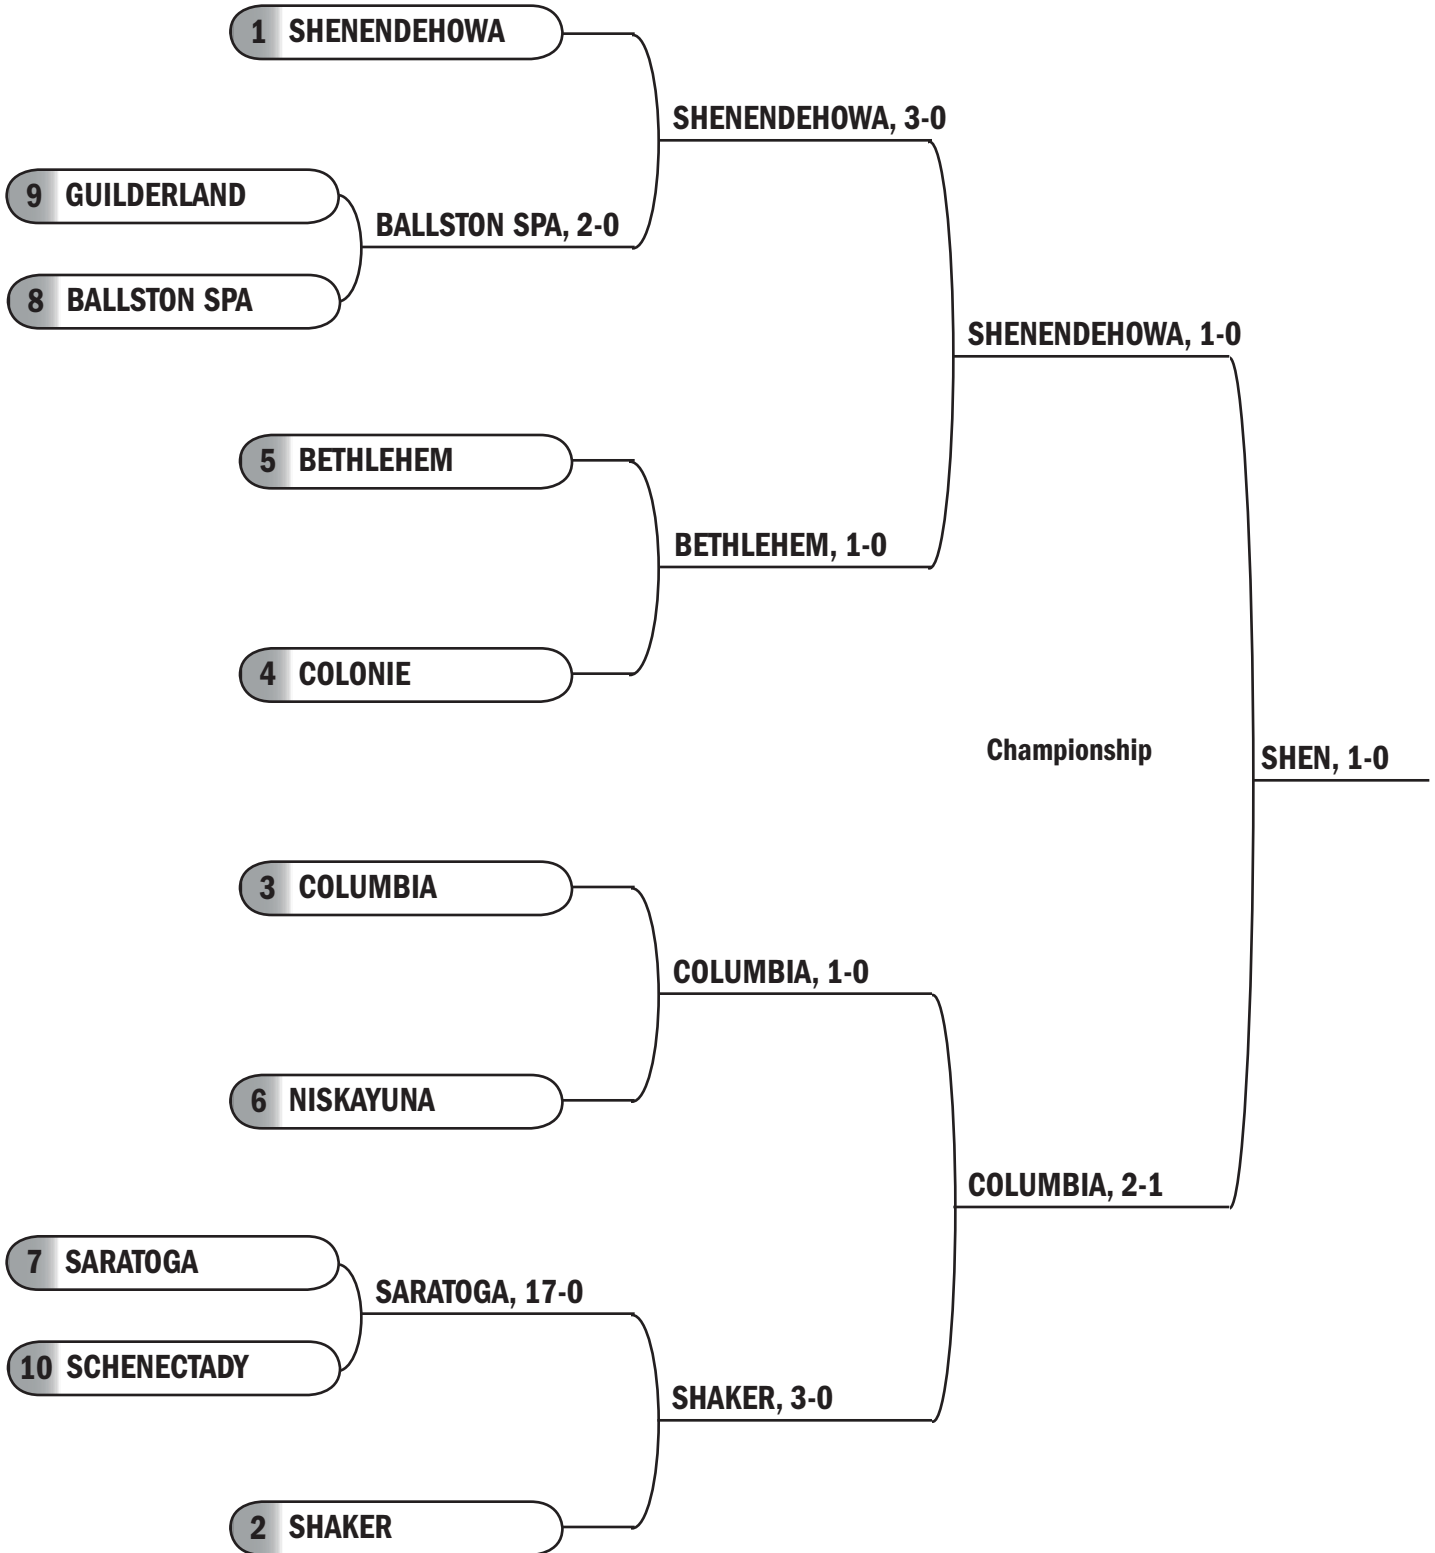 1 SHENENDEHOWA
SHENENDEHOWA, 3-0
9 GUILDERLAND
BALLSTON SPA, 2-0
8 BALLSTON SPA
SHENENDEHOWA, 1-0
5 BETHLEHEM
BETHLEHEM, 1-0
4 COLONIE
Championship
SHEN, 1-0
3 COLUMBIA
COLUMBIA, 1-0
6 NISKAYUNA
COLUMBIA, 2-1
7 SARATOGA
SARATOGA, 17-0
10 SCHENECTADY
SHAKER, 3-0
2 SHAKER